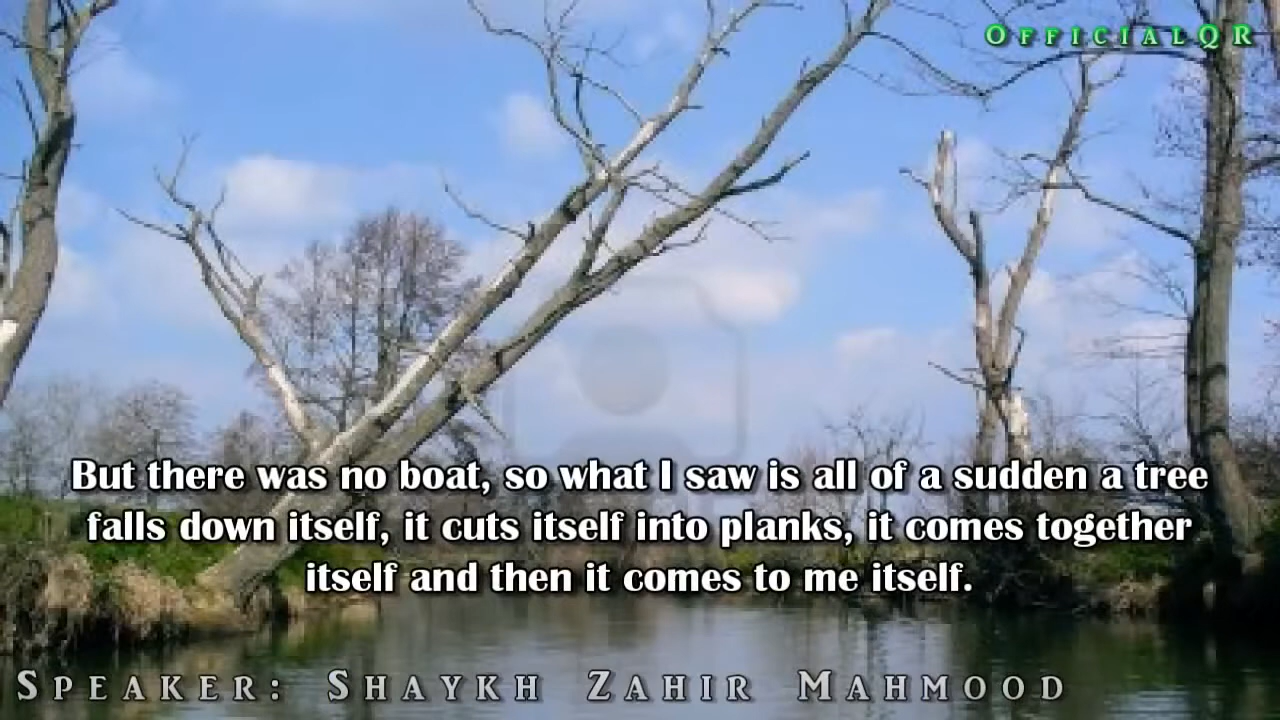 OfficialQR
But there was no boat, so what I saw is all of a sudden a tree
falls down itself, it cuts itself into planks, it comes together
itself and then it comes to me itself.
Speaker: Shaykh Zahir Mahmood